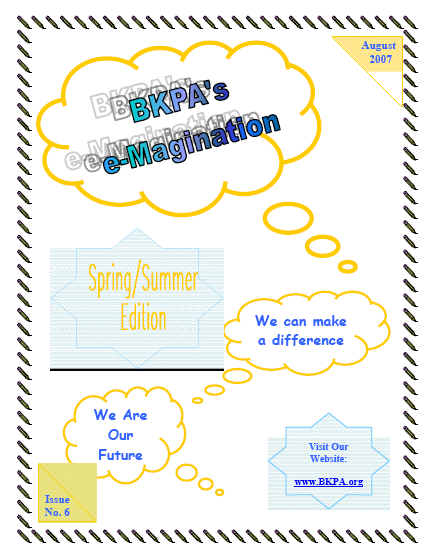 August
2007
BKPA's
e-Magination
Spring/Summer
Edition
We can make
a difference
We Are
Our
Future
Visit Our
Website:
www.BKPA.org
Issue
No. 6